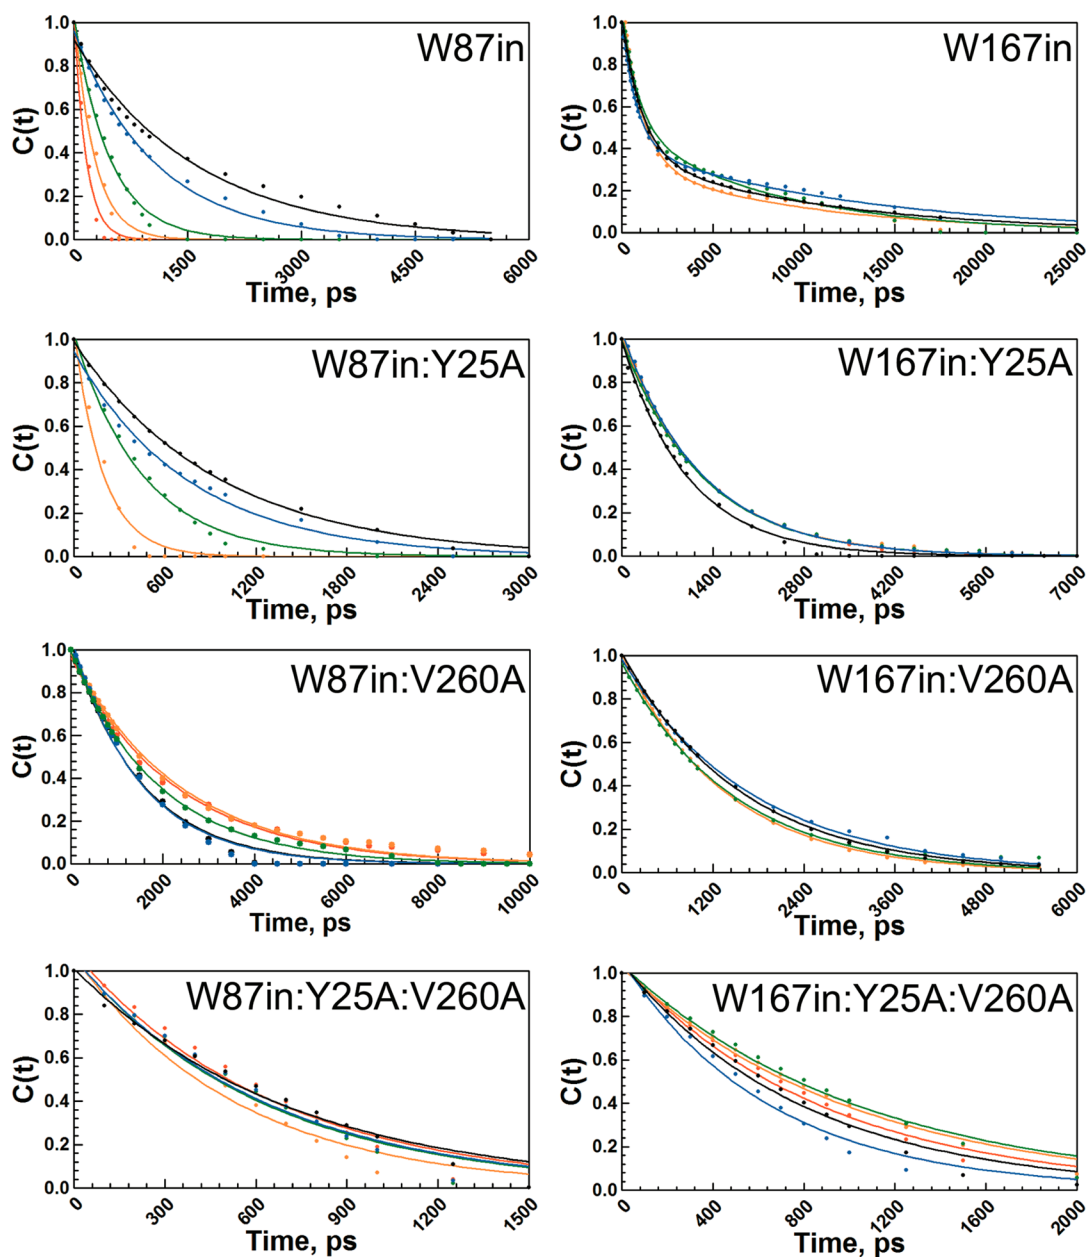 W87in
C(t)
1.0
0.8
0.6
0.4
0.2
0.0
0 1500 3000 4500 6000
Time, ps
W167in
C(t)
1.0
0.8
0.6
0.4
0.2
0.0
0 50000 10000 15000 20000 25000
Time, ps
W87in:Y25A
C(t)
1.0
0.8
0.6
0.4
0.2
0.0
0 600 1200 1800 2400 3000
Time, ps
W167in:Y25A
C(t)
1.0
0.8
0.6
0.4
0.2
0.0
0 1400 2800 4200 5600 7000
Time, ps
W87in:V260A
C(t)
1.0
0.8
0.6
0.4
0.2
0.0
0 2000 4000 6000 8000 10000
Time, ps
W167in:V260A
C(t)
1.0
0.8
0.6
0.4
0.2
0.0
0 1200 2400 3600 4800 6000
Time, ps
W87in:Y25A:V260A
C(t)
1.0
0.8
0.6
0.4
0.2
0.0
0 300 600 900 1200 1500
Time, ps
W167in:Y25A:V260A
C(t)
1.0
0.8
0.6
0.4
0.2
0.0
0 400 800 1200 1600 2000
Time, ps